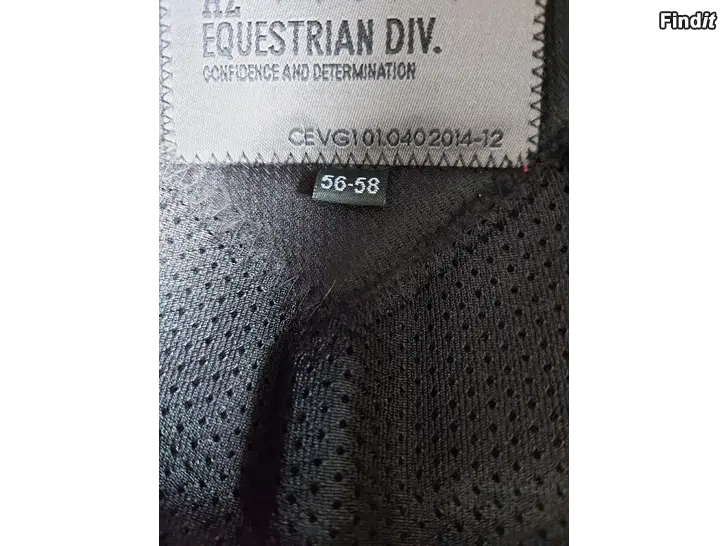 Findit
EQUESTRIAN DIV.
CONFIDENCE AND DETERMINATION
CEVG1 01.040 2014-12
56-58